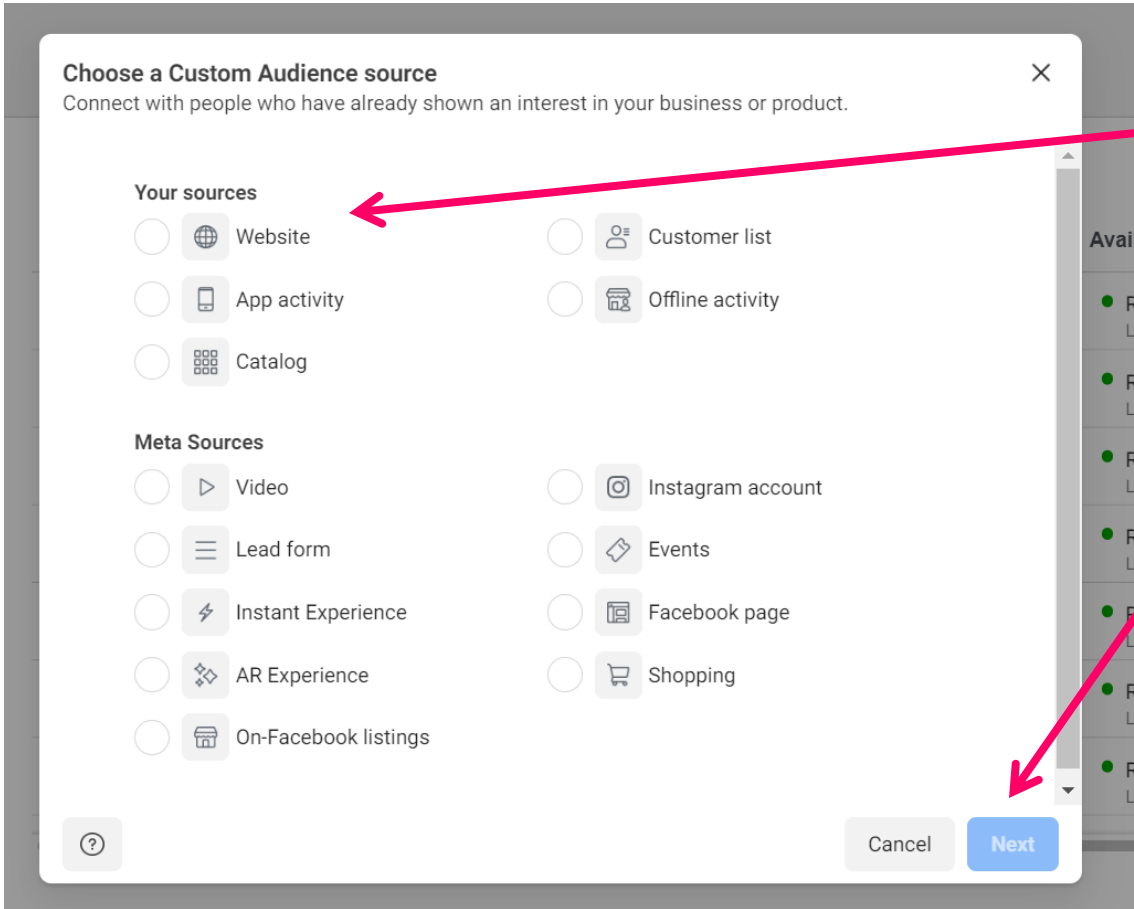 Choose a Custom Audience source
Connect with people who have already shown an interest in your business or product.
Your sources
Website
Customer list
App activity
Offline activity
Catalog
Meta Sources
Video
Instagram account
Lead form
Events
Instant Experience
Facebook page
AR Experience
Shopping
On-Facebook listings
Cancel
Next